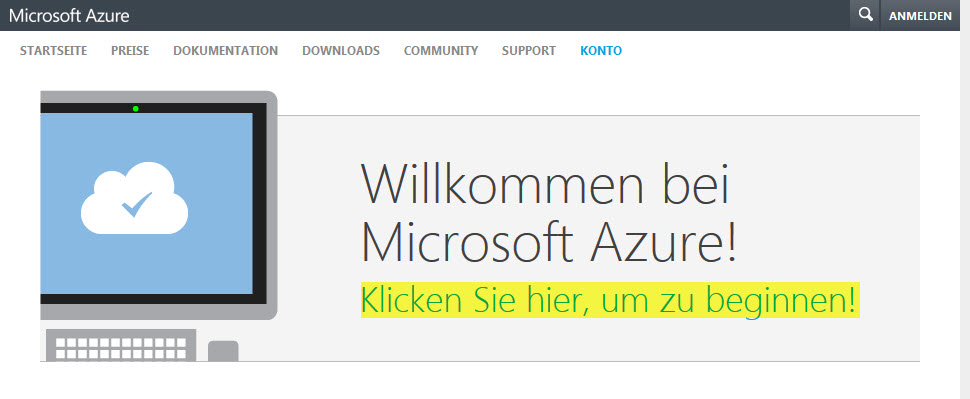 Microsoft Azure
ANMELDEN
STARTSEITE PREISE DOKUMENTATION DOWNLOADS COMMUNITY SUPPORT KONTO
Willkommen bei
Microsoft Azure!
Klicken Sie hier, um zu beginnen!